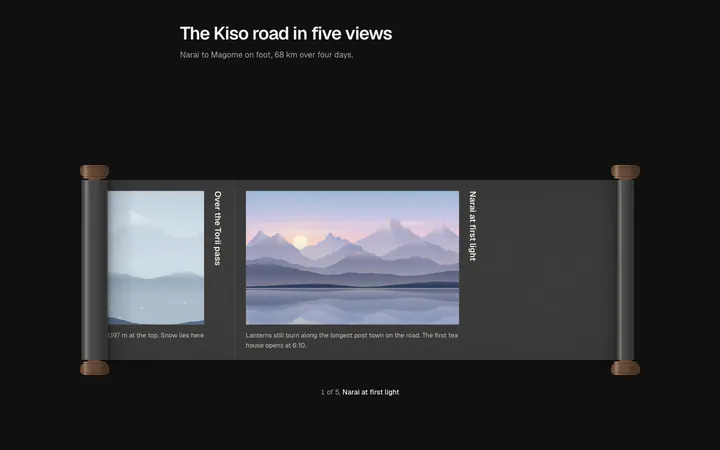 The Kiso road in five views
Narai to Magome on foot, 68 km over four days.
Over the Torii pass
1,197 m at the top. Snow lies here
Narai at first light
Lanterns still burn along the longest post town on the road. The first tea
house opens at 6:10.
1 of 5, Narai at first light